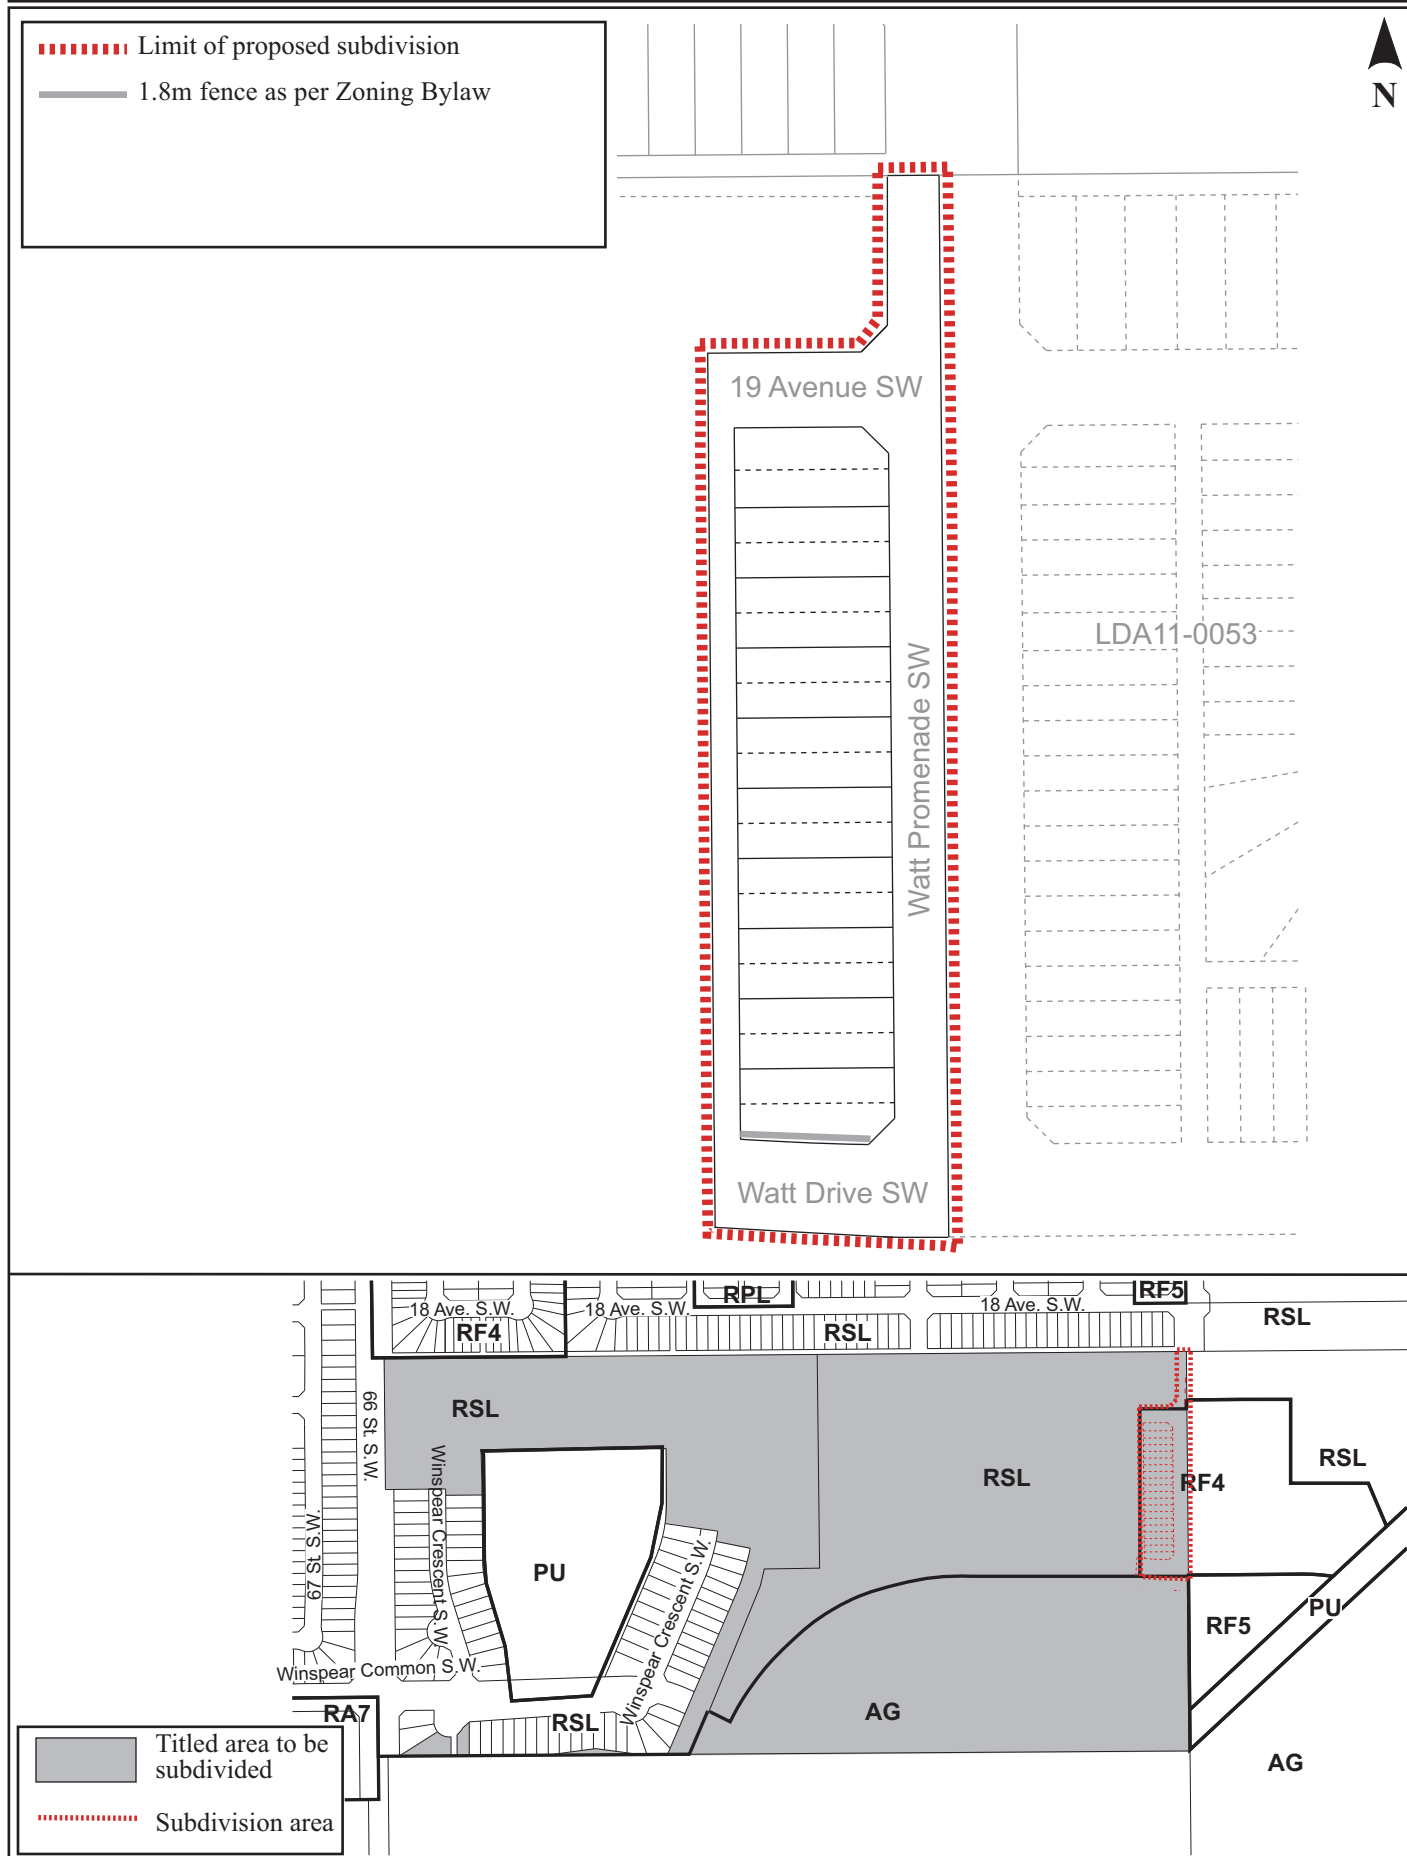 Limit of proposed subdivision
1.8m fence as per Zoning Bylaw
N
19 Avenue SW
LDA11-0053
Watt Promenade SW
Watt Drive SW
RPL
RF5
18 Ave. S.W.
18 Ave. S.W.
18 Ave. S.W.
RSL
RF4
RSL
66 St. S.W.
RSL
Winspear Crescent S.W.
RSL
RSL
RF4
67 St S.W.
PU
Winspear Crescent S.W.
PU
RF5
Winspear Common S.W.
RA7
RSL
AG
AG
Titled area to be
subdivided
Subdivision area